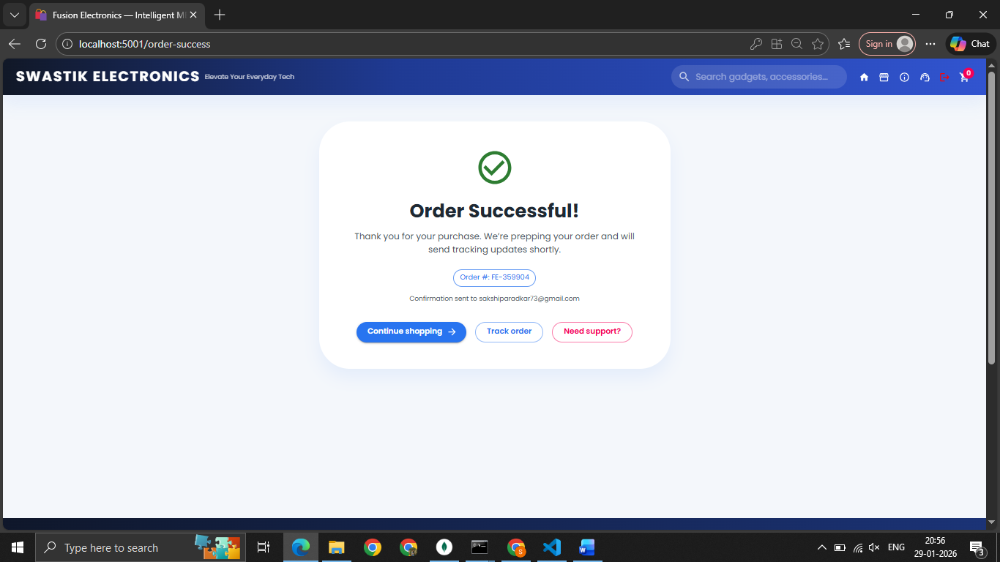 Fusion Electronics — Intelligent M
localhost:5001/order-success
Sign in
Chat
SWASTIK ELECTRONICS Elevate Your Everyday Tech
Search gadgets, accessories...
0
Order Successful!
Thank you for your purchase. We’re prepping your order and will
send tracking updates shortly.
Order #: FE-359904
Confirmation sent to sakshiparadkar73@gmail.com
Continue shopping
Track order
Need support?
Type here to search
ENG
20:56
29-01-2026
3